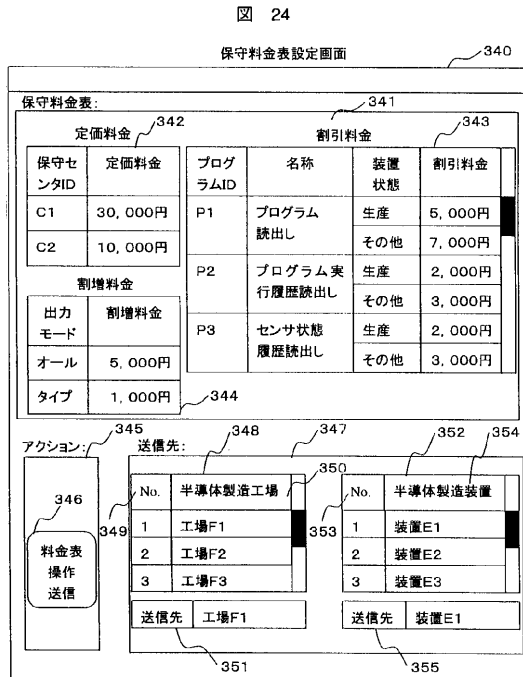 図 24
保守料金表設定画面
340
保守料金表:
341
定価料金
342
割引料金
343
保守センタID 定価料金
C1 30,000円
C2 10,000円
プログラムID 名称 装置状態 割引料金
P1 プログラム読出し 生産 5,000円
その他 7,000円
P2 プログラム実行履歴読出し 生産 2,000円
その他 3,000円
P3 センサ状態履歴読出し 生産 2,000円
その他 3,000円
割増料金
出力モード 割増料金
オール 5,000円
タイプ 1,000円
344
アクション:
345
346
料金表
操作
送信
送信先:
347
348
349
350
No. 半導体製造工場
1 工場F1
2 工場F2
3 工場F3
送信先 工場F1
351
352
353
354
No. 半導体製造装置
1 装置E1
2 装置E2
3 装置E3
送信先 装置E1
355